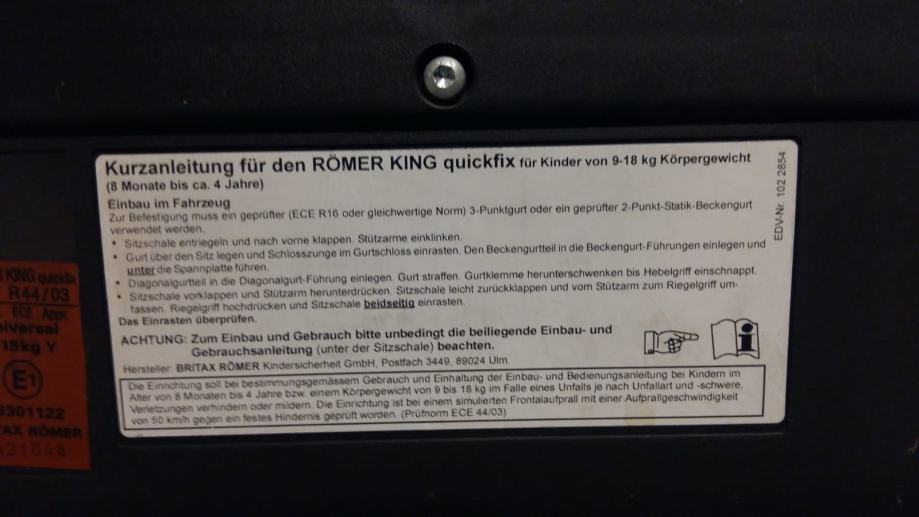 Kurzanleitung für den RÖMER KING quickfix für Kinder von 9-18 kg Körpergewicht
(8 Monate bis ca. 4 Jahre)
Einbau im Fahrzeug
Zur Befestigung muss ein geprüfter (ECE R16 oder gleichwertige Norm) 3-Punktgurt oder ein geprüfter 2-Punkt-Statik-Beckengurt
verwendet werden.
• Sitzschale entriegeln und nach vorne klappen. Stützarme einklinken.
• Gurt über den Sitz legen und Schlosszunge im Gurtschloss einrasten. Den Beckengurtteil in die Beckengurt-Führungen einlegen und
unter die Spannplatte führen.
• Diagonalgurtteil in die Diagonalgurt-Führung einlegen. Gurt straffen. Gurtklemme herunterschwenken bis Hebelgriff einschnappt.
• Sitzschale vorklappen und Stützarm herunterdrücken. Sitzschale leicht zurückklappen und vom Stützarm zum Riegelgriff um-
fassen. Riegelgriff hochdrücken und Sitzschale beidseitig einrasten.
Das Einrasten überprüfen.
ACHTUNG: Zum Einbau und Gebrauch bitte unbedingt die beiliegende Einbau- und
Gebrauchsanleitung (unter der Sitzschale) beachten.
Hersteller: BRITAX RÖMER Kindersicherheit GmbH, Postfach 3449, 89024 Ulm
Die Einrichtung soll bei bestimmungsgemässem Gebrauch und Einhaltung der Einbau- und Bedienungsanleitung bei Kindern im
Alter von 8 Monaten bis 4 Jahre bzw. einem Körpergewicht von 9 bis 18 kg im Falle eines Unfalls je nach Unfallart und -schwere,
Verletzungen verhindern oder mildern. Die Einrichtung ist bei einem simulierten Frontalaufprall mit einer Aufprallgeschwindigkeit
von 50 km/h gegen ein festes Hindernis geprüft worden. (Prüfnorm ECE 44/03)
EDV-Nr. 102 2854
KING quickfix
R44/03
ECE Appr.
18kg Y
E1
301122
RÖMER
21044